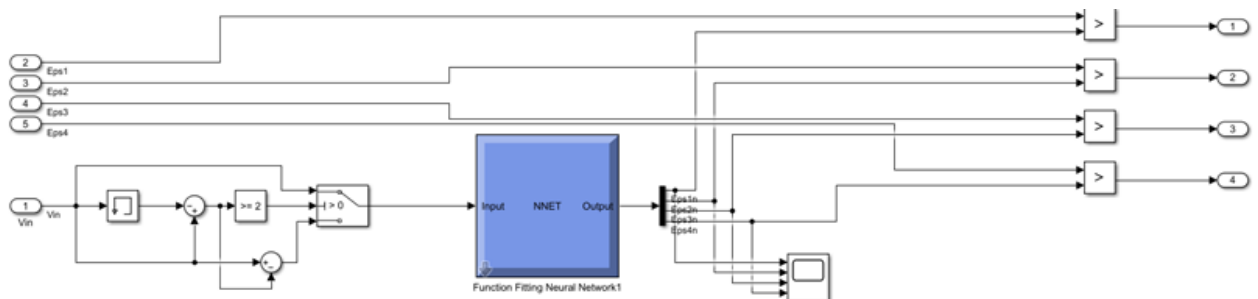 >
1
2
Eps1
3
Eps2
>
2
4
Eps3
5
Eps4
>
3
>
4
1
Vin
Vin
>= 2
> 0
Input
NNET
Output
Eps1n
Eps2n
Eps3n
Eps4n
Function Fitting Neural Network1